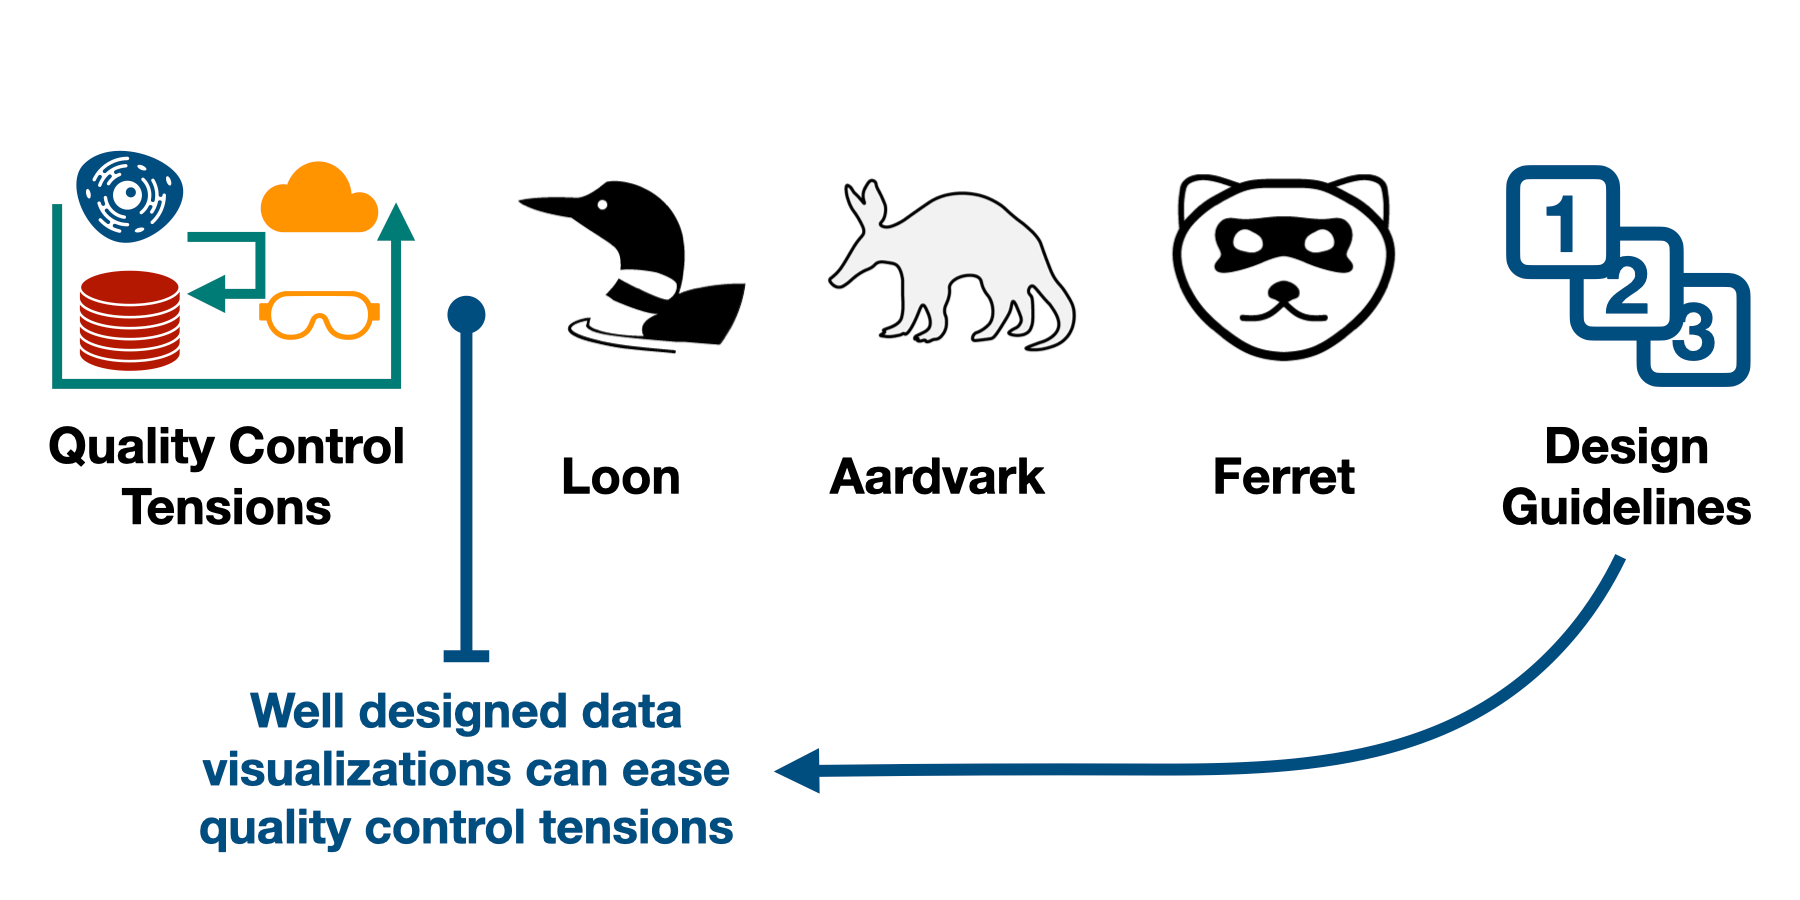 1
2
3
Quality Control
Tensions
Loon
Aardvark
Ferret
Design
Guidelines
Well designed data
visualizations can ease
quality control tensions